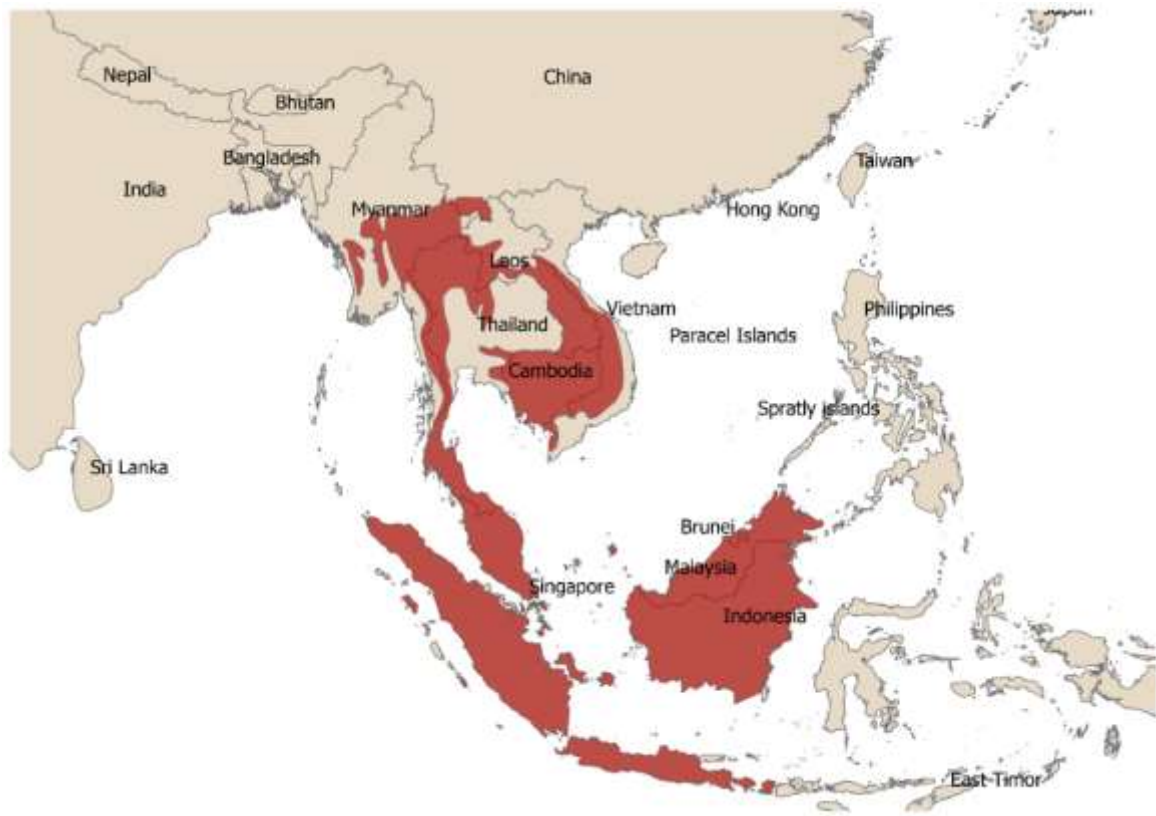 Japan
Nepal
China
Bhutan
Bangladesh
Taiwan
India
Myanmar
Hong Kong
Laos
Vietnam
Philippines
Thailand
Paracel Islands
Cambodia
Spratly islands
Sri Lanka
Brunei
Malaysia
Singapore
Indonesia
East Timor